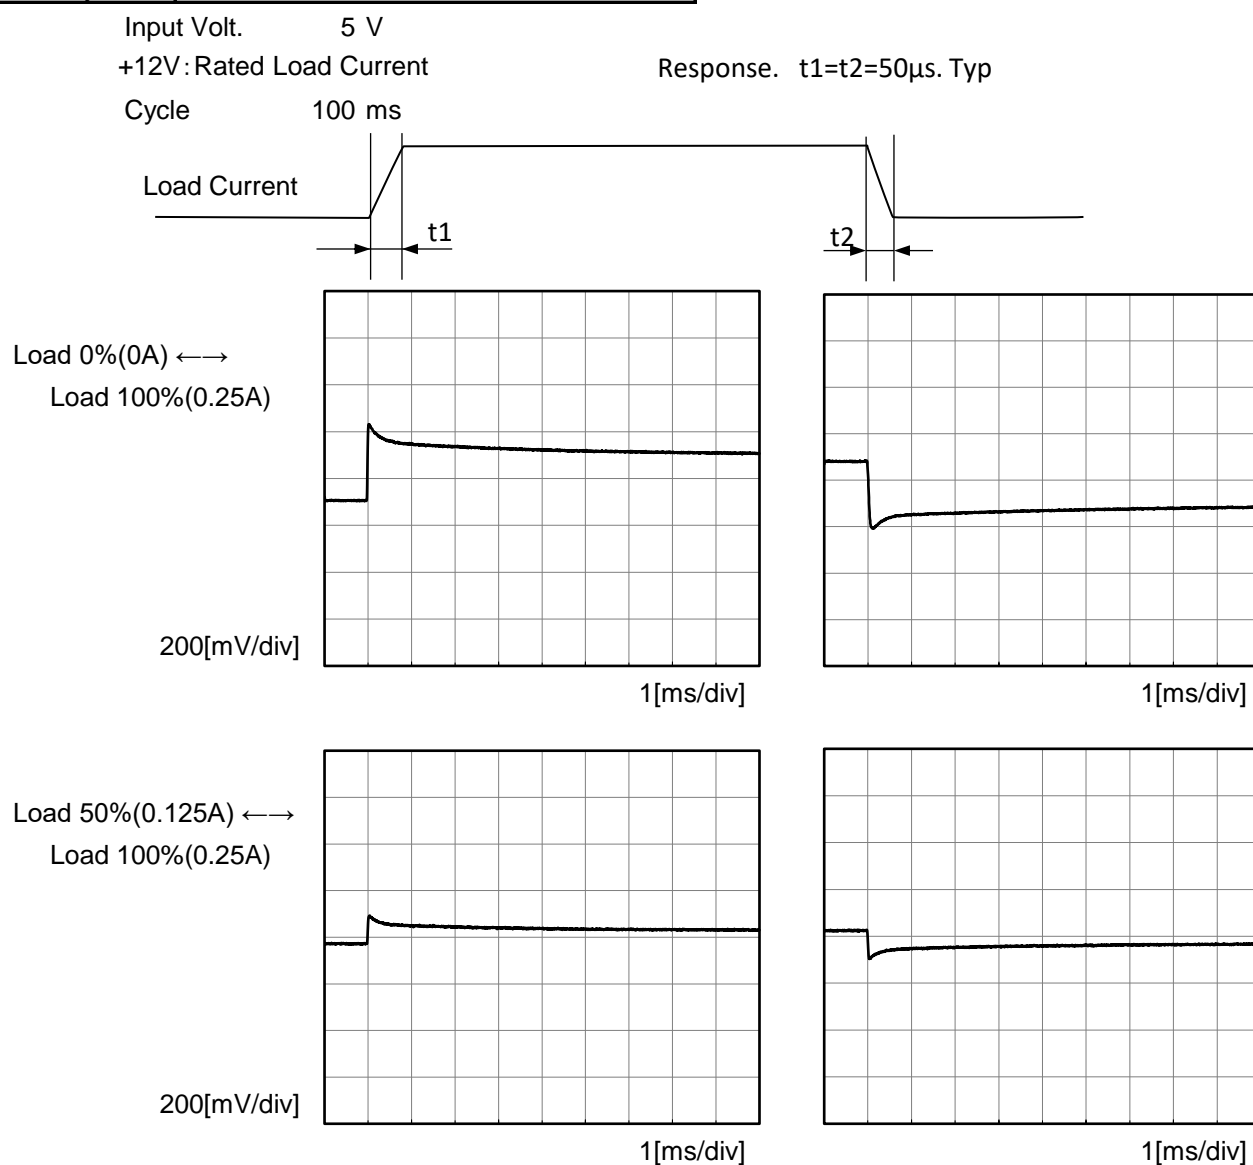 Input Volt. 5 V
+12V:Rated Load Current
Response. t1=t2=50µs. Typ
Cycle 100 ms
Load Current
t1
t2
Load 0%(0A) ←→
Load 100%(0.25A)
200[mV/div]
1[ms/div]
1[ms/div]
Load 50%(0.125A) ←→
Load 100%(0.25A)
200[mV/div]
1[ms/div]
1[ms/div]